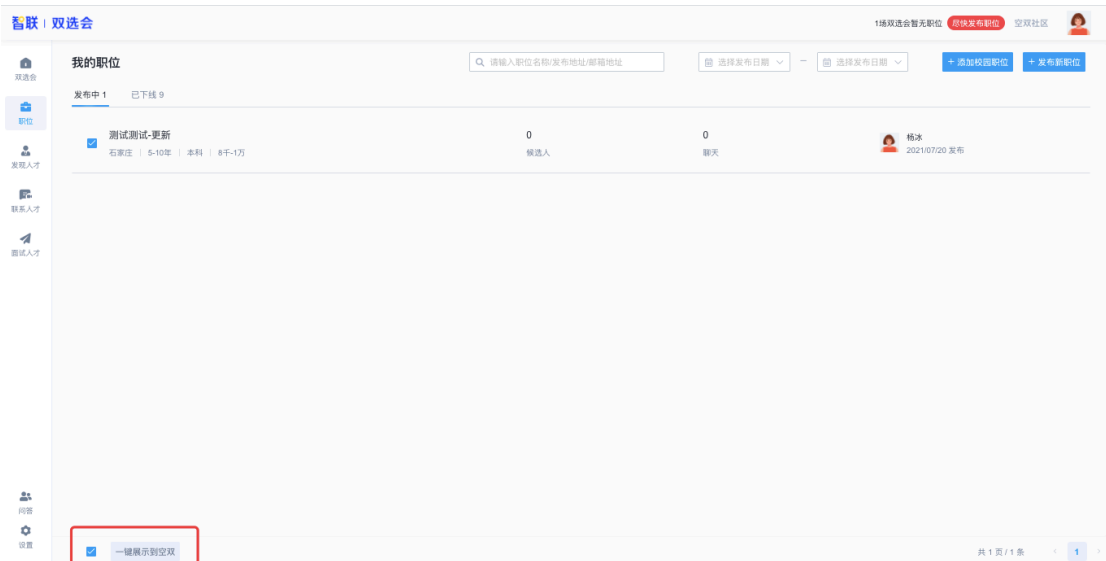 智联 | 双选会
1场双选会暂无职位 尽快发布职位 空双社区
双选会
职位
发现人才
联系人才
面试人才
问答
设置
我的职位
请输入职位名称/发布地址/邮箱地址
选择发布日期 - 选择发布日期
+ 添加校园职位
+ 发布新职位
发布中 1 已下线 9
测试测试-更新
石家庄 | 5-10年 | 本科 | 8千-1万
0
候选人
0
聊天
杨冰
2021/07/20 发布
一键展示到空双
共 1 页 / 1 条
1